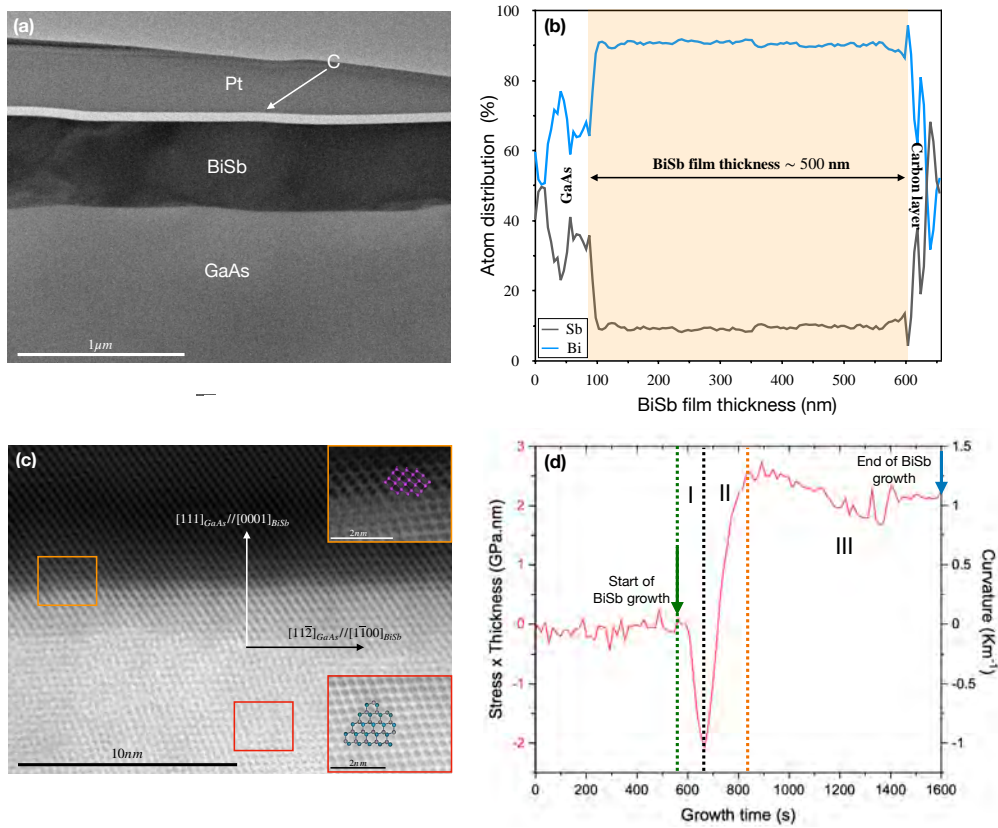 (a)
C
Pt
BiSb
GaAs
1μm
(b)
100
80
60
40
20
0
Atom distribution (%)
GaAs
BiSb film thickness ~ 500 nm
Carbon layer
Sb
Bi
0
100
200
300
400
500
600
BiSb film thickness (nm)
(c)
2nm
[111]GaAs//[0001]BiSb
[112̅]GaAs//[11̅00]BiSb
10nm
2nm
(d)
3
2
1
0
-1
-2
Stress x Thickness (GPa.nm)
Start of
BiSb growth
I
II
III
End of BiSb
growth
1.5
1
0.5
0
-0.5
-1
Curvature (Km⁻¹)
0
200
400
600
800
1000
1200
1400
1600
Growth time (s)